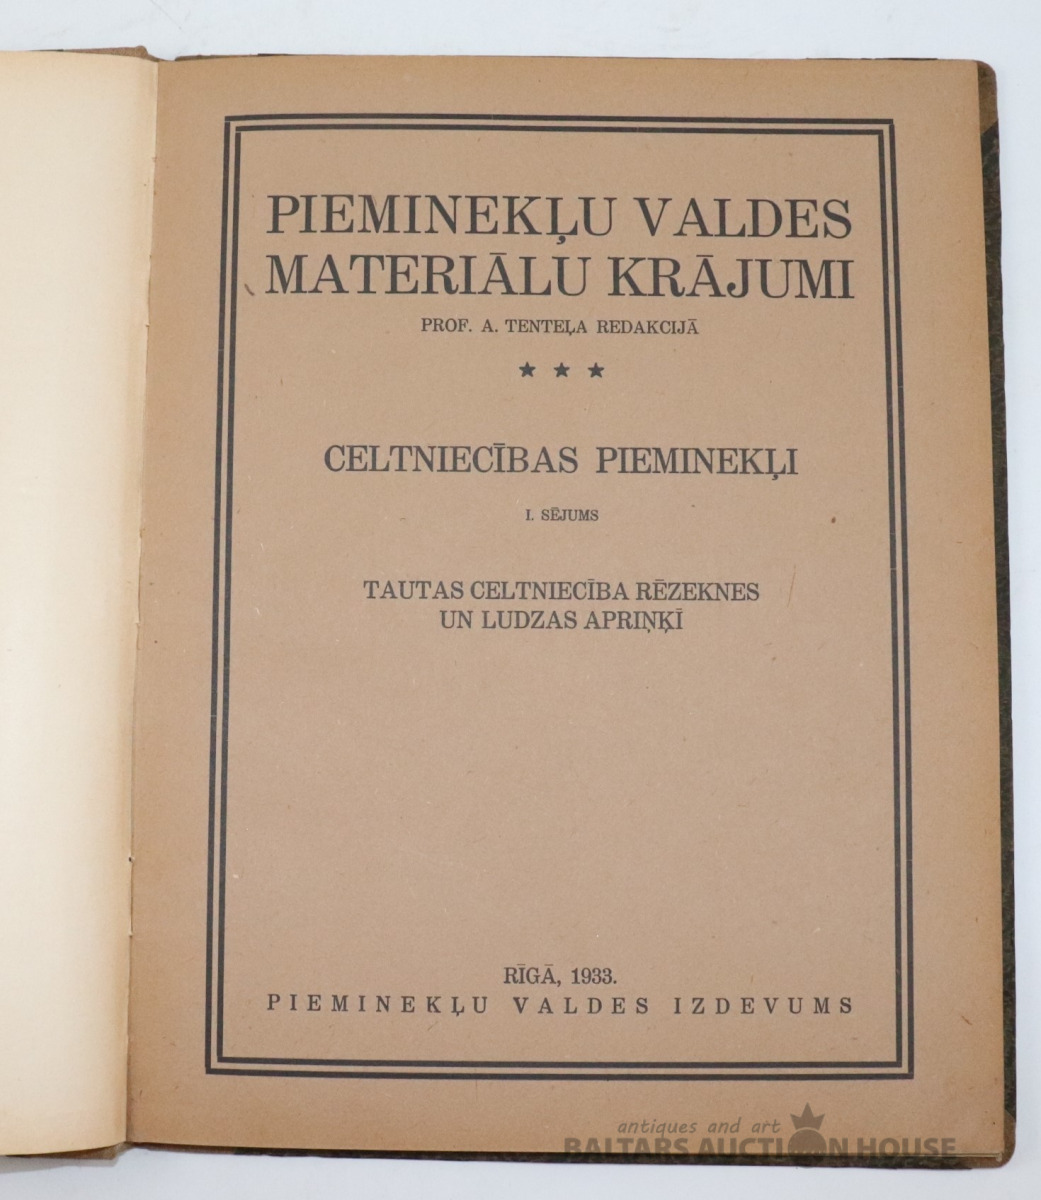 PIEMINEKĻU VALDES
MATERIĀLU KRĀJUMI
PROF. A. TENTEĻA REDAKCIJĀ
★ ★ ★
CELTNIECĪBAS PIEMINEKĻI
I. SĒJUMS
TAUTAS CELTNIECĪBA RĒZEKNES
UN LUDZAS APRIŅĶĪ
RĪGĀ, 1933.
PIEMINEKĻU VALDES IZDEVUMS
antiques and art
BALTARS AUCTION HOUSE